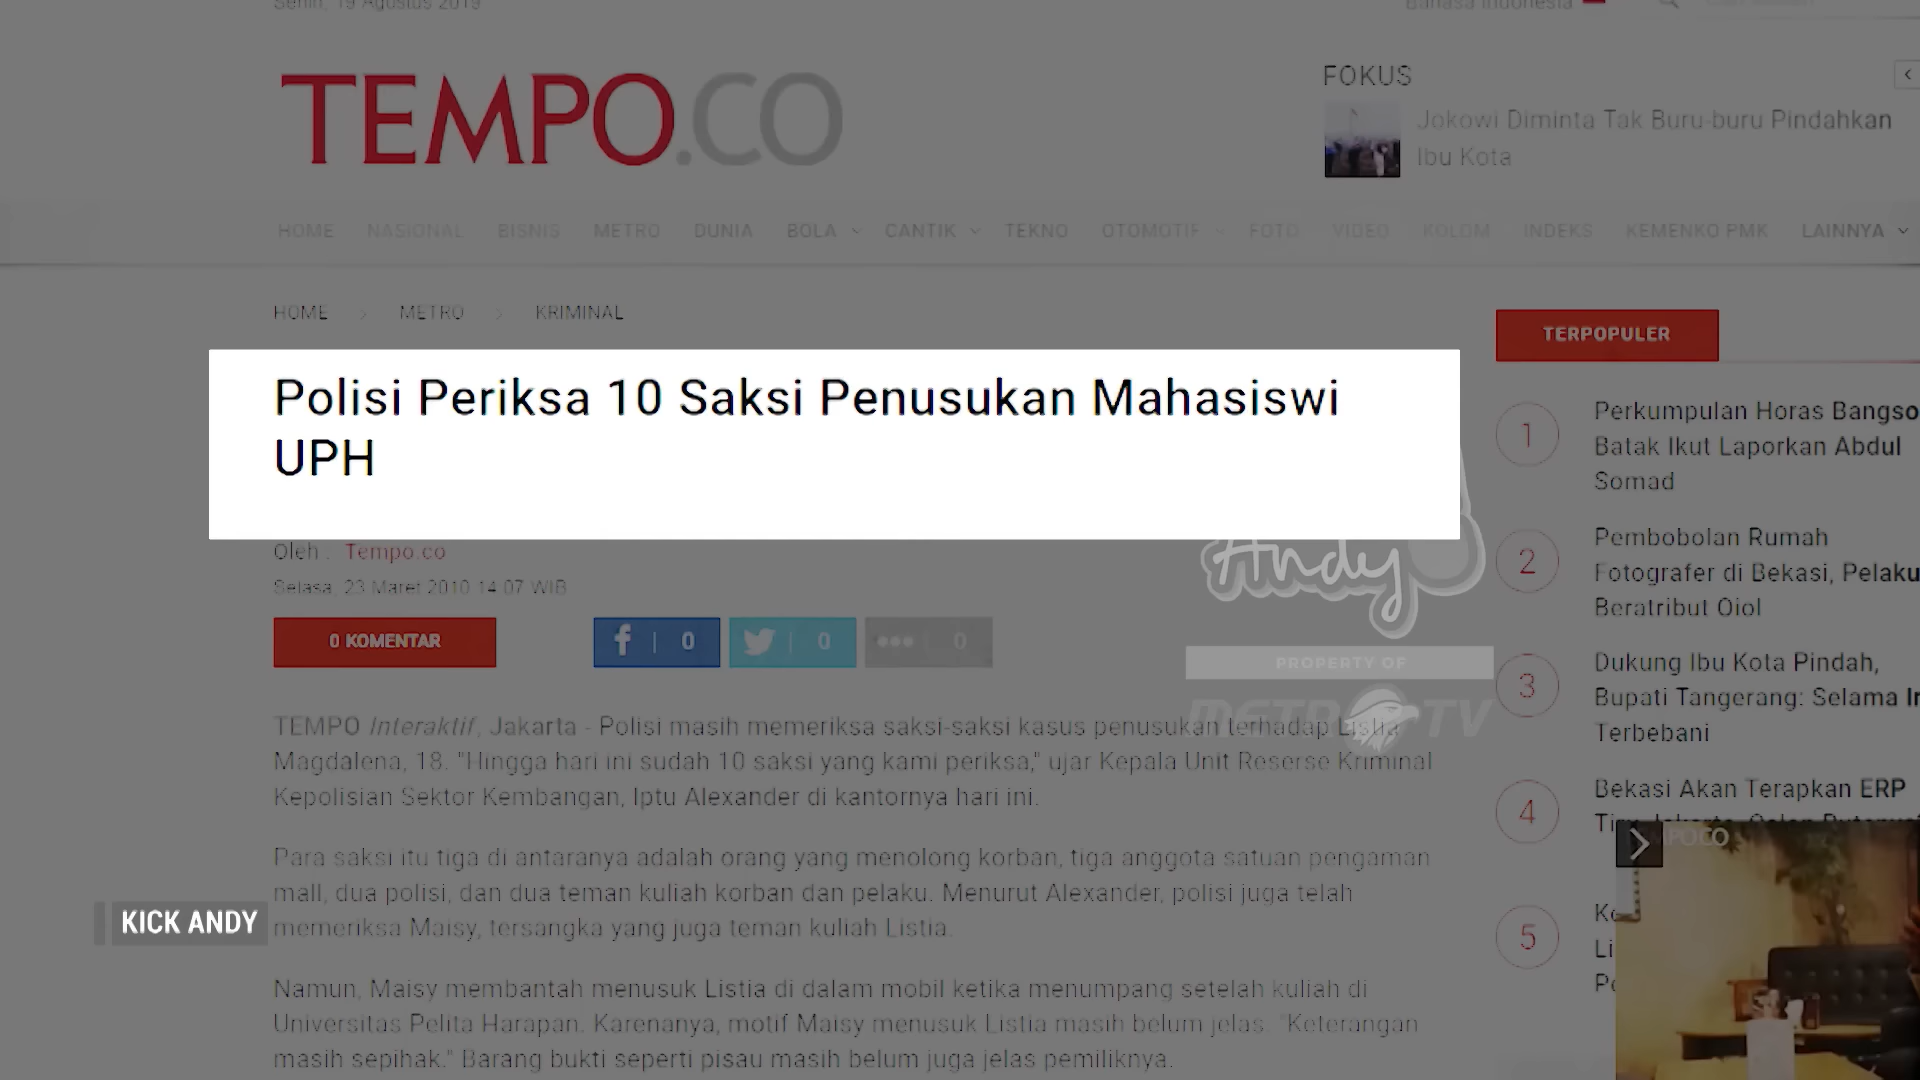 Senin, 19 Agustus 2019
Bahasa Indonesia
TEMPO.CO
FOKUS
Jokowi Diminta Tak Buru-buru Pindahkan
Ibu Kota
HOME NASIONAL BISNIS METRO DUNIA BOLA CANTIK TEKNO OTOMOTIF FOTO VIDEO KOLOM INDEKS KEMENKO PMK LAINNYA
HOME > METRO > KRIMINAL
Polisi Periksa 10 Saksi Penusukan Mahasiswi
UPH
Oleh : Tempo.co
Selasa, 23 Maret 2010 14:07 WIB
0 KOMENTAR
f | 0
| 0
0
TEMPO Interaktif, Jakarta - Polisi masih memeriksa saksi-saksi kasus penusukan terhadap Listia
Magdalena, 18. "Hingga hari ini sudah 10 saksi yang kami periksa," ujar Kepala Unit Reserse Kriminal
Kepolisian Sektor Kembangan, Iptu Alexander di kantornya hari ini.
Para saksi itu tiga di antaranya adalah orang yang menolong korban, tiga anggota satuan pengaman
mall, dua polisi, dan dua teman kuliah korban dan pelaku. Menurut Alexander, polisi juga telah
memeriksa Maisy, tersangka yang juga teman kuliah Listia.
Namun, Maisy membantah menusuk Listia di dalam mobil ketika menumpang setelah kuliah di
Universitas Pelita Harapan. Karenanya, motif Maisy menusuk Listia masih belum jelas. "Keterangan
masih sepihak." Barang bukti seperti pisau masih belum juga jelas pemiliknya.
TERPOPULER
1 Perkumpulan Horas Bangso
Batak Ikut Laporkan Abdul
Somad
2 Pembobolan Rumah
Fotografer di Bekasi, Pelaku
Beratribut Ojol
3 Dukung Ibu Kota Pindah,
Bupati Tangerang: Selama In
Terbebani
4 Bekasi Akan Terapkan ERP
5
Andy
PROPERTY OF
METRO TV
KICK ANDY